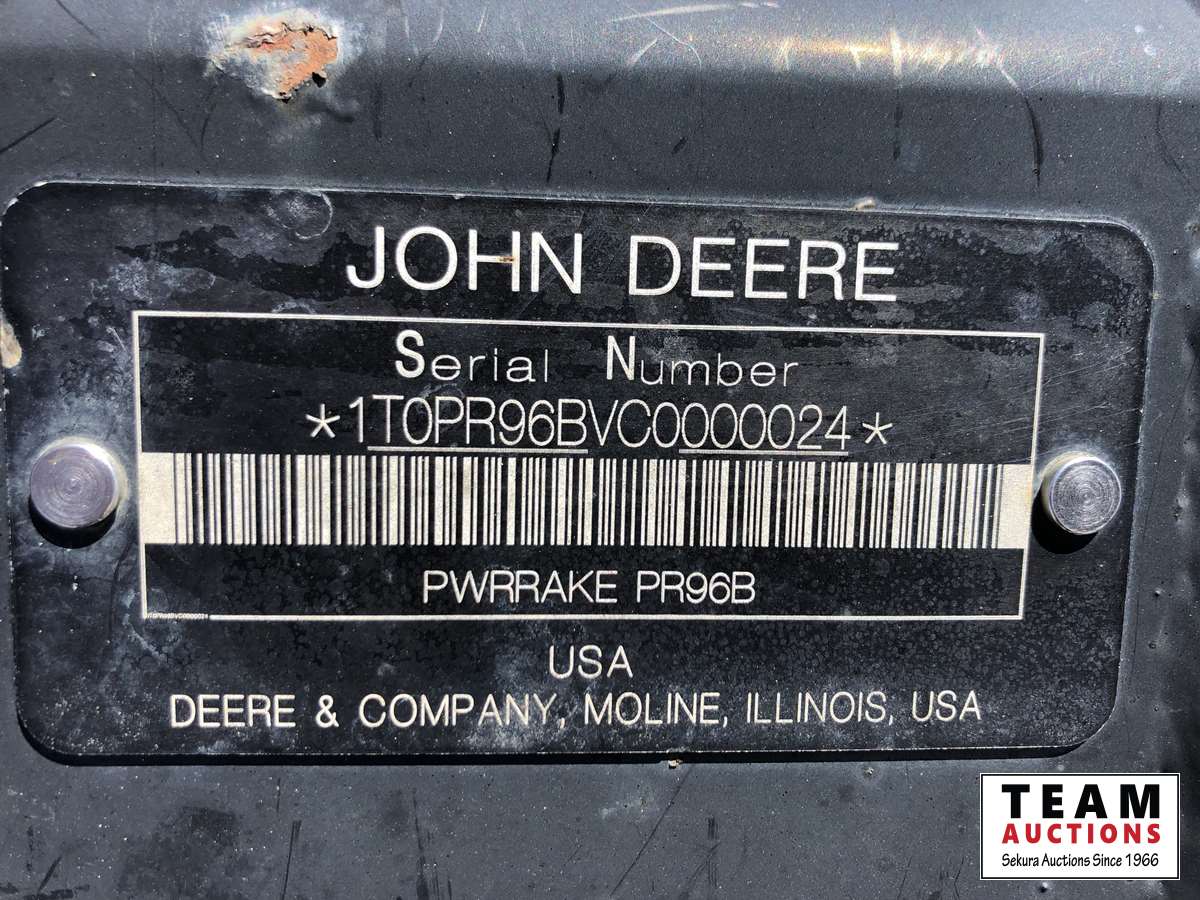 JOHN DEERE
Serial Number
*1T0PR96BVC0000024*
PWRRAKE PR96B
1T0PR96BVC0000024
USA
DEERE & COMPANY, MOLINE, ILLINOIS, USA
TEAM
AUCTIONS
Sekura Auctions Since 1966